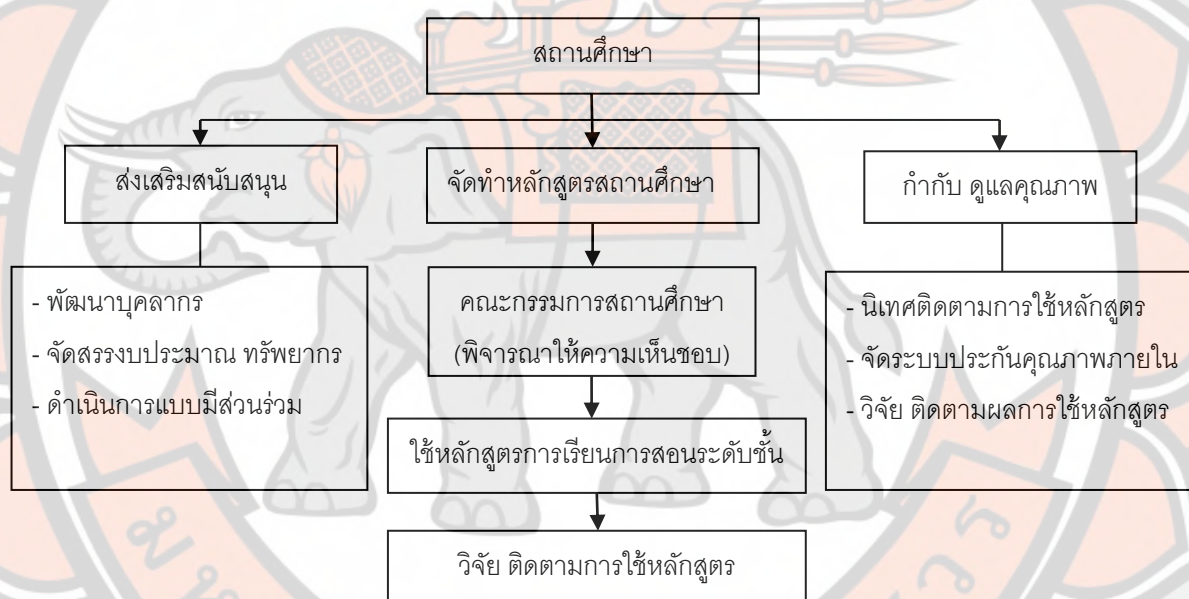 สถานศึกษา
ส่งเสริมสนับสนุน
จัดทำหลักสูตรสถานศึกษา
กำกับ ดูแลคุณภาพ
- พัฒนาบุคลากร
- จัดสรรงบประมาณ ทรัพยากร
- ดำเนินการแบบมีส่วนร่วม
คณะกรรมการสถานศึกษา
(พิจารณาให้ความเห็นชอบ)
- นิเทศติดตามการใช้หลักสูตร
- จัดระบบประกันคุณภาพภายใน
- วิจัย ติดตามผลการใช้หลักสูตร
ใช้หลักสูตรการเรียนการสอนระดับชั้น
วิจัย ติดตามการใช้หลักสูตร